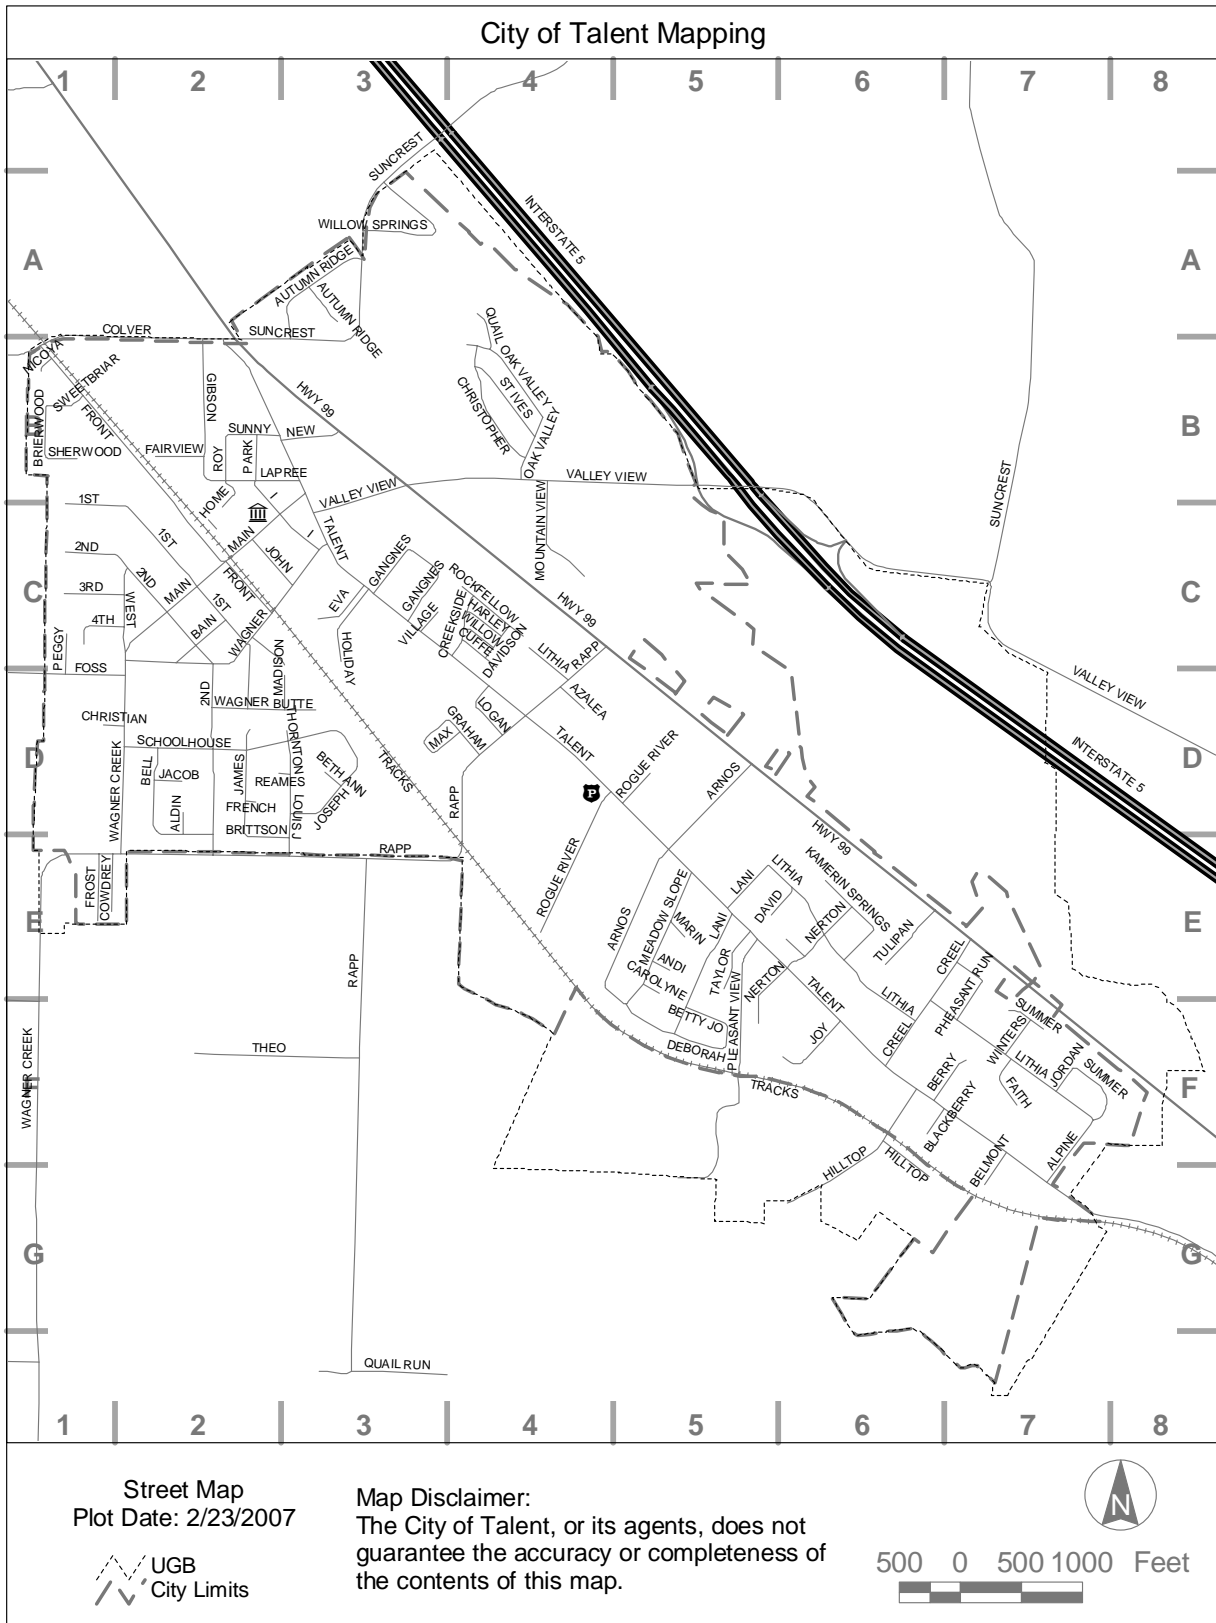 City of Talent Mapping
1 2 3 4 5 6 7 8
SUNCREST
INTERSTATE 5
WILLOW SPRINGS
A A
AUTUMN RIDGE
AUTUMN RIDGE
COLVER
SUNCREST
NICOYA
SWEETBRIAR
QUAIL OAK VALLEY
ST IVES
CHRISTOPHER
OAK VALLEY
HWY 99
GIBSON
BRIERWOOD
FRONT
B B
SUNNY
NEW
SHERWOOD
FAIRVIEW
ROY
PARK
LAPREE
VALLEY VIEW
VALLEY VIEW
SUNCREST
1ST
HOME
I
I
MAIN
TALENT
MOUNTAIN VIEW
1ST
JOHN
GANGNES
2ND
2ND
FRONT
GANGNES
ROCKFELLOW
C C
3RD
MAIN
1ST
EVA
VILLAGE
HARLEY
WILLOW
CUFFE
CREEKSIDE
DAVIDSON
HWY 99
WEST
4TH
BAIN
WAGNER
HOLIDAY
LITHIA
RAPP
PEGGY
FOSS
MADISON
AZALEA
VALLEY VIEW
2ND
WAGNER BUTTE
CHRISTIAN
THORNTON
LOGAN
GRAHAM
MAX
TALENT
INTERSTATE 5
D D
SCHOOLHOUSE
WAGNER CREEK
BELL
JACOB
JAMES
REAMES
BETH ANN
TRACKS
RAPP
ROGUE RIVER
ARNOS
P
ALDIN
FRENCH
LOUIS J
JOSEPH
BRITTSON
RAPP
HWY 99
FROST
COWDREY
ROGUE RIVER
ARNOS
MEADOW SLOPE
LANI
LITHIA
KAMERIN SPRINGS
DAVID
E E
MARIN
LANI
NERTON
TULIPAN
CREEL
RAPP
ANDI
CAROLYNE
TAYLOR
PLEASANT VIEW
NERTON
TALENT
LITHIA
PHEASANT RUN
BETTY JO
JOY
CREEL
SUMMER
WINTERS
DEBORAH
WAGNER CREEK
THEO
LITHIA
JORDAN
SUMMER
F F
TRACKS
BERRY
FAITH
BLACKBERRY
HILLTOP
HILLTOP
BELMONT
ALPINE
G G
QUAIL RUN
1 2 3 4 5 6 7 8
Street Map
Plot Date: 2/23/2007
UGB
City Limits
Map Disclaimer:
The City of Talent, or its agents, does not
guarantee the accuracy or completeness of
the contents of this map.
N
500 0 500 1000 Feet